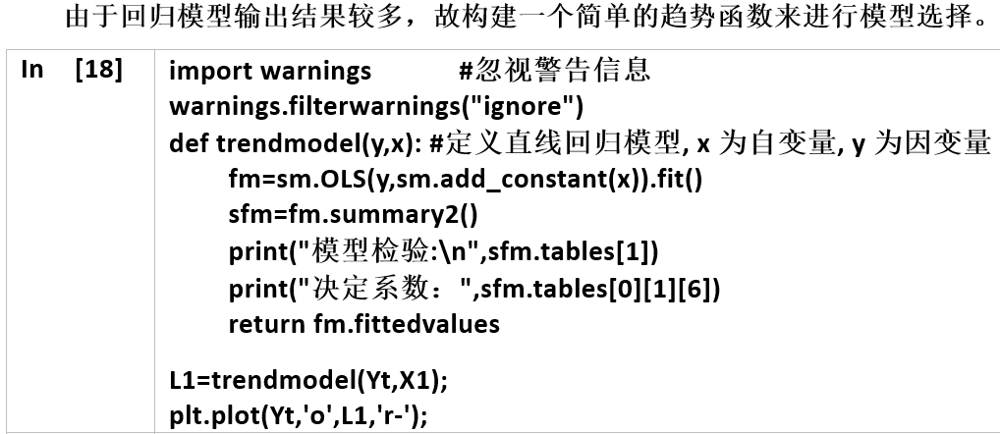 由于回归模型输出结果较多，故构建一个简单的趋势函数来进行模型选择。
In [18] import warnings #忽视警告信息
warnings.filterwarnings("ignore")
def trendmodel(y,x): #定义直线回归模型, x 为自变量, y 为因变量
fm=sm.OLS(y,sm.add_constant(x)).fit()
sfm=fm.summary2()
print("模型检验:\n",sfm.tables[1])
print("决定系数：",sfm.tables[0][1][6])
return fm.fittedvalues
L1=trendmodel(Yt,X1);
plt.plot(Yt,'o',L1,'r-');